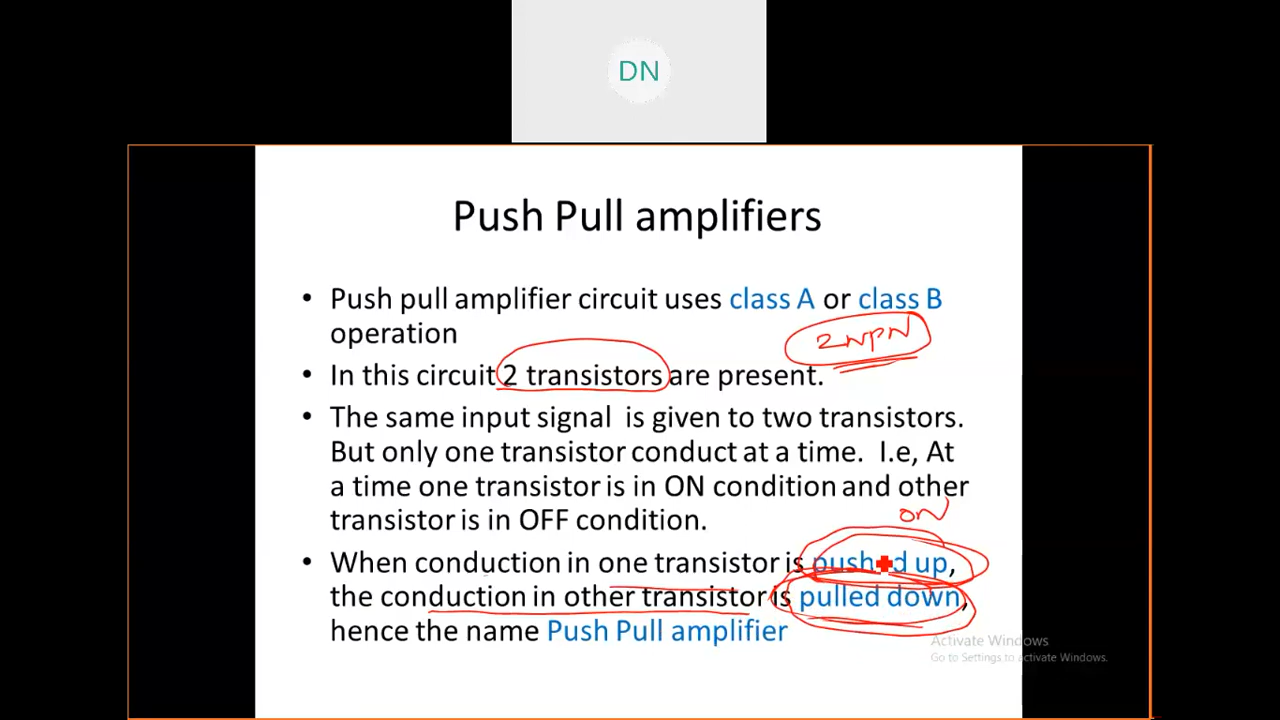 DN
Push Pull amplifiers
• Push pull amplifier circuit uses class A or class B
operation
2 NPN
• In this circuit 2 transistors are present.
• The same input signal is given to two transistors.
But only one transistor conduct at a time. I.e, At
a time one transistor is in ON condition and other
transistor is in OFF condition.
ON
• When conduction in one transistor is pushed up,
the conduction in other transistor is pulled down,
hence the name Push Pull amplifier
Activate Windows
Go to Settings to activate Windows.